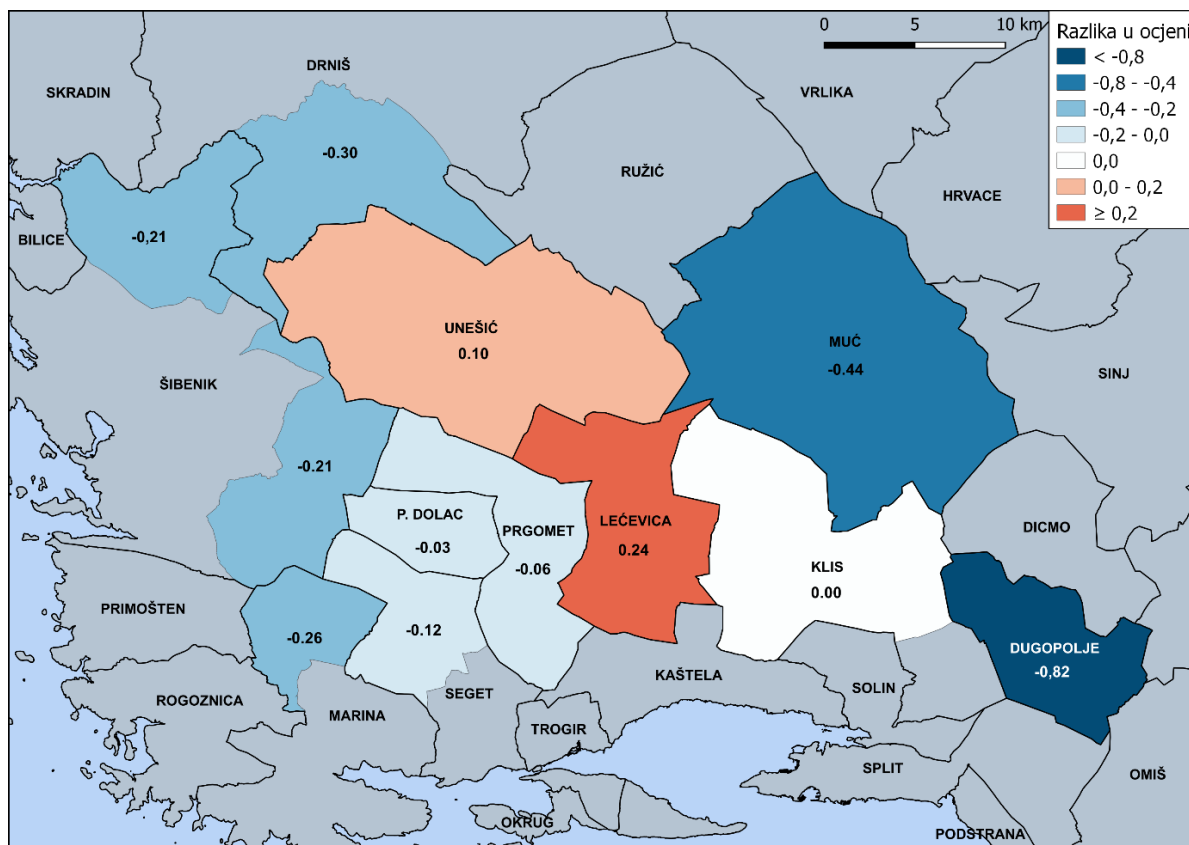 0 5 10 km
Razlika u ocjeni
< -0,8
-0,8 - -0,4
-0,4 - -0,2
-0,2 - 0,0
0,0
0,0 - 0,2
≥ 0,2
DRNIŠ
SKRADIN
VRLIKA
-0.30
RUŽIĆ
HRVACE
BILICE
-0,21
UNEŠIĆ
0.10
MUĆ
-0.44
SINJ
ŠIBENIK
-0.21
P. DOLAC
-0.03
PRGOMET
-0.06
LEĆEVICA
0.24
DICMO
KLIS
0.00
PRIMOŠTEN
-0.26
-0.12
DUGOPOLJE
-0,82
ROGOZNICA
MARINA
SEGET
KAŠTELA
SOLIN
TROGIR
SPLIT
OMIŠ
OKRUG
PODSTRANA